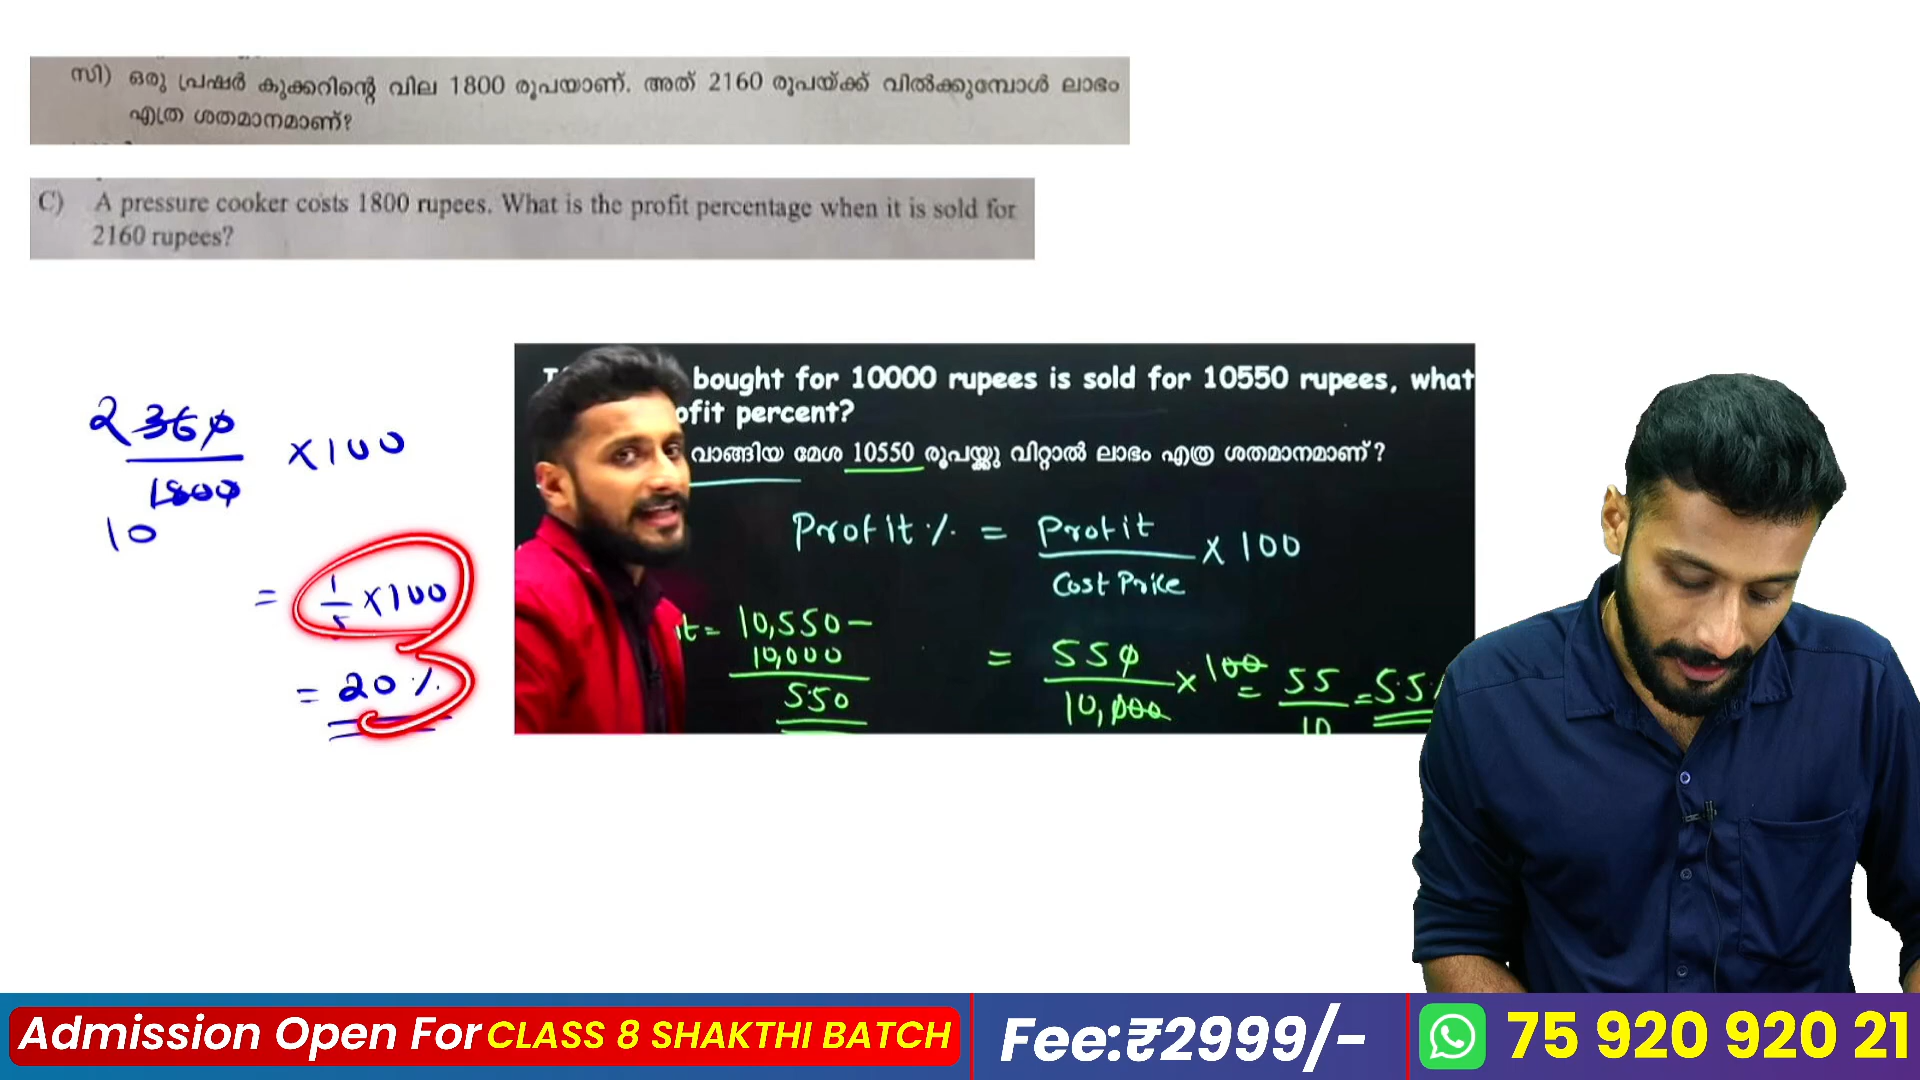 സി) ഒരു പ്രഷർ കുക്കറിന്റെ വില 1800 രൂപയാണ്. അത് 2160 രൂപയ്ക്ക് വിൽക്കുമ്പോൾ ലാഭം
എത്ര ശതമാനമാണ്?
C) A pressure cooker costs 1800 rupees. What is the profit percentage when it is sold for
2160 rupees?
2 360
1800
10
×100
= 1/5 ×100
= 20%
bought for 10000 rupees is sold for 10550 rupees, what
ofit percent?
വാങ്ങിയ മേശ 10550 രൂപയ്ക്കു വിറ്റാൽ ലാഭം എത്ര ശതമാനമാണ്?
Profit % = Profit / Cost Price × 100
it = 10,550 –
10,000
550
= 550 / 10,000 × 100 = 55 / 10 = 5.5
Admission Open For CLASS 8 SHAKTHI BATCH
Fee:₹2999/-
75 920 920 21